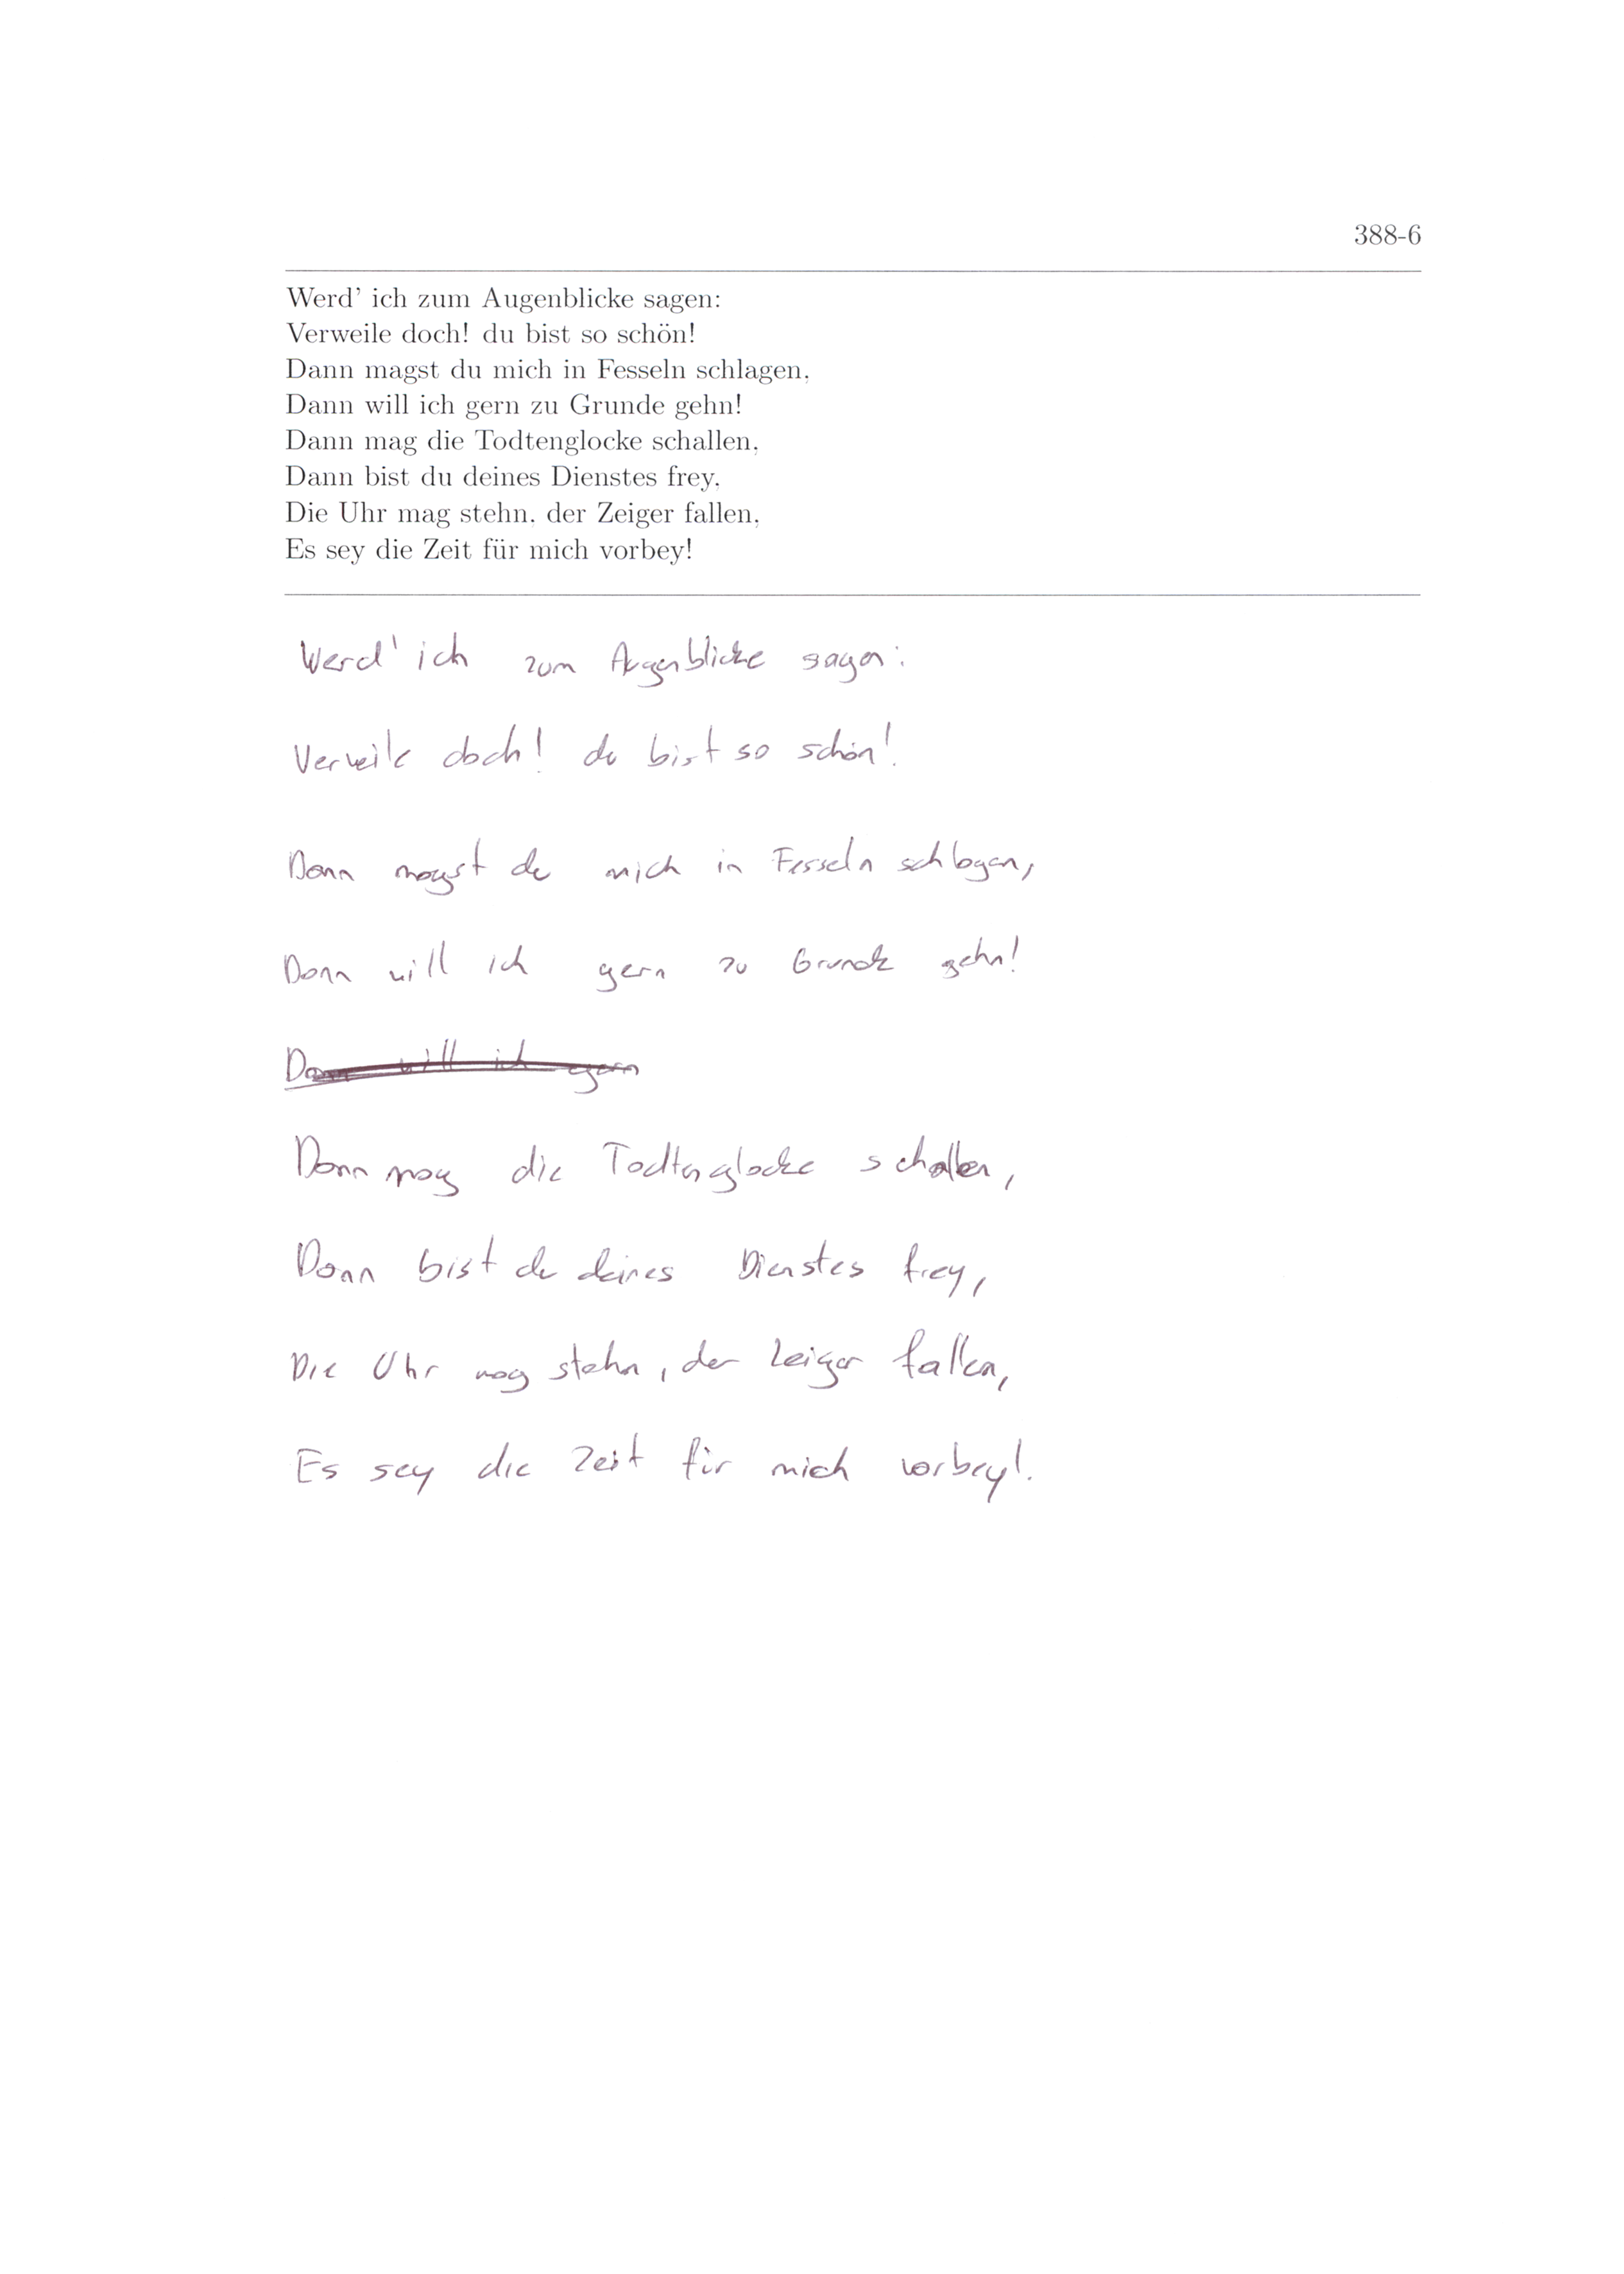 388-6
Werd' ich zum Augenblicke sagen:
Verweile doch! du bist so schön!
Dann magst du mich in Fesseln schlagen,
Dann will ich gern zu Grunde gehn!
Dann mag die Todtenglocke schallen,
Dann bist du deines Dienstes frey,
Die Uhr mag stehn, der Zeiger fallen,
Es sey die Zeit für mich vorbey!
Werd' ich zum Augenblicke sagen:
Verweile doch! du bist so schön!
Dann magst du mich in Fesseln schlagen,
Dann will ich gern zu Grunde gehn!
Dann will ich gern
Dann mag die Todtenglocke schallen,
Dann bist du deines Dienstes frey,
Die Uhr mag stehn, der Zeiger fallen,
Es sey die Zeit für mich vorbey!